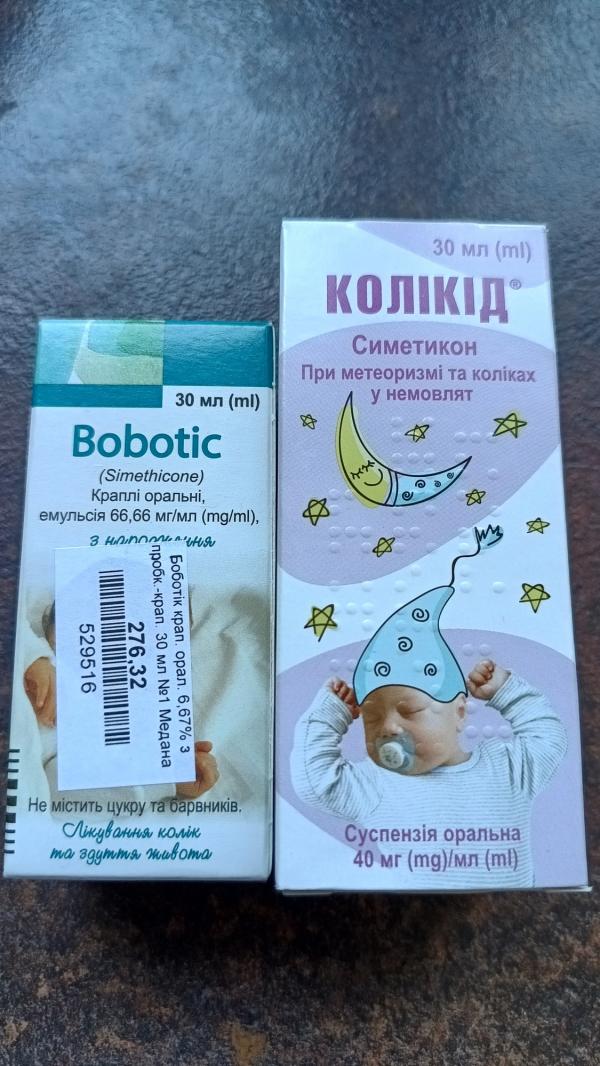 30 мл (ml)
Bobotic
(Simethicone)
Краплі оральні,
емульсія 66,66 мг/мл (mg/ml),
з народження
Боботік крап. орал. 6,67% з
пробк.-крап. 30 мл №1 Медана
276,32
529516
Не містить цукру та барвників.
Лікування колік
та здуття живота
30 мл (ml)
КОЛІКІД®
Симетикон
При метеоризмі та коліках
у немовлят
Суспензія оральна
40 мг (mg)/мл (ml)